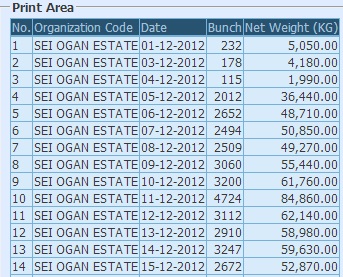 Print Area
No. Organization Code Date Bunch Net Weight (KG)
1 SEI OGAN ESTATE 01-12-2012 232 5,050.00
2 SEI OGAN ESTATE 03-12-2012 178 4,180.00
3 SEI OGAN ESTATE 04-12-2012 115 1,990.00
4 SEI OGAN ESTATE 05-12-2012 2012 36,440.00
5 SEI OGAN ESTATE 06-12-2012 2652 48,710.00
6 SEI OGAN ESTATE 07-12-2012 2494 50,850.00
7 SEI OGAN ESTATE 08-12-2012 2509 49,270.00
8 SEI OGAN ESTATE 09-12-2012 3060 55,440.00
9 SEI OGAN ESTATE 10-12-2012 3200 61,760.00
10 SEI OGAN ESTATE 11-12-2012 4724 84,860.00
11 SEI OGAN ESTATE 12-12-2012 3112 62,140.00
12 SEI OGAN ESTATE 13-12-2012 2910 58,980.00
13 SEI OGAN ESTATE 14-12-2012 3247 59,630.00
14 SEI OGAN ESTATE 15-12-2012 2672 52,870.00